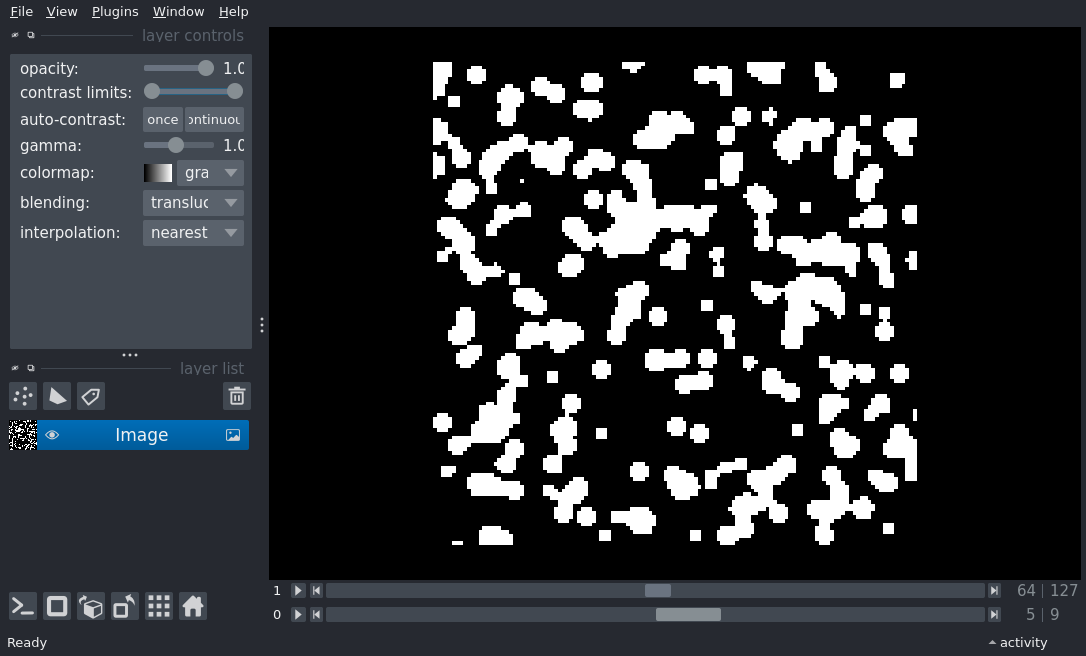 File View Plugins Window Help
layer controls
opacity: 1.0
contrast limits:
auto-contrast: once ontinuou
gamma: 1.0
colormap: gra
blending: transluc
interpolation: nearest
layer list
Image
1 64 127
0 5 9
Ready activity